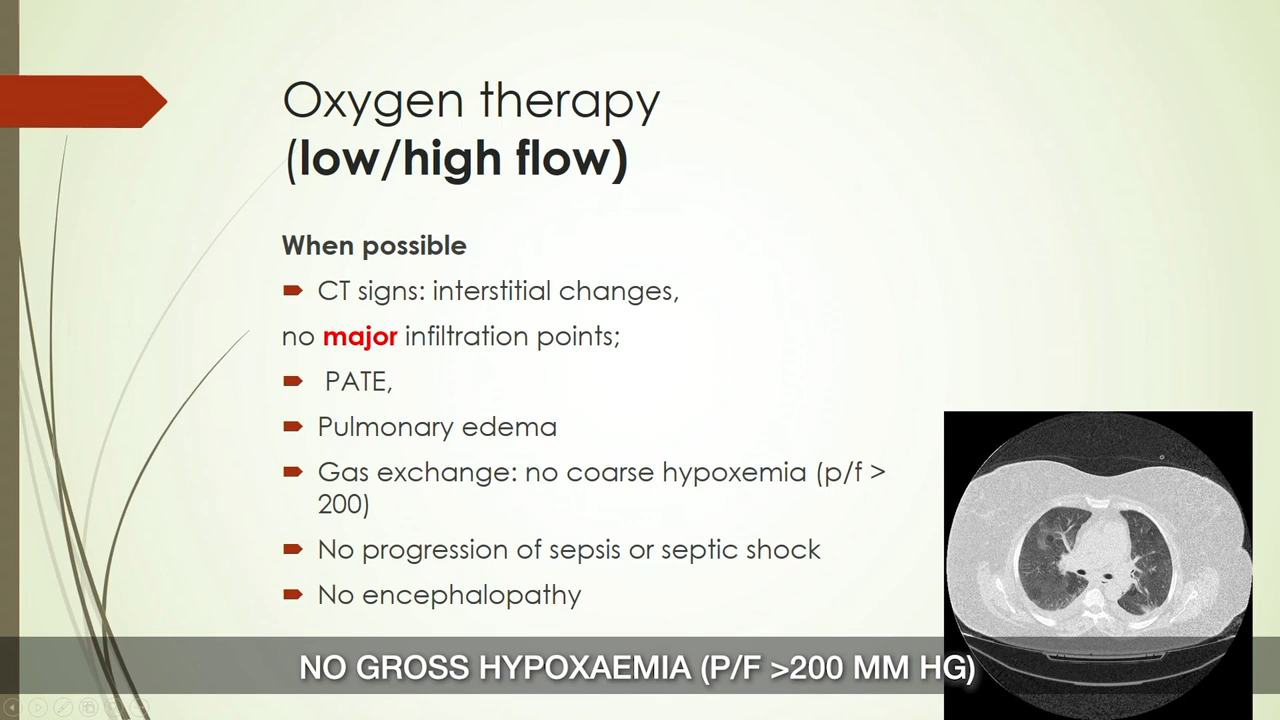 Oxygen therapy
(low/high flow)
When possible
CT signs: interstitial changes,
no major infiltration points;
PATE,
Pulmonary edema
Gas exchange: no coarse hypoxemia (p/f >
200)
No progression of sepsis or septic shock
No encephalopathy
NO GROSS HYPOXAEMIA (P/F >200 MM HG)